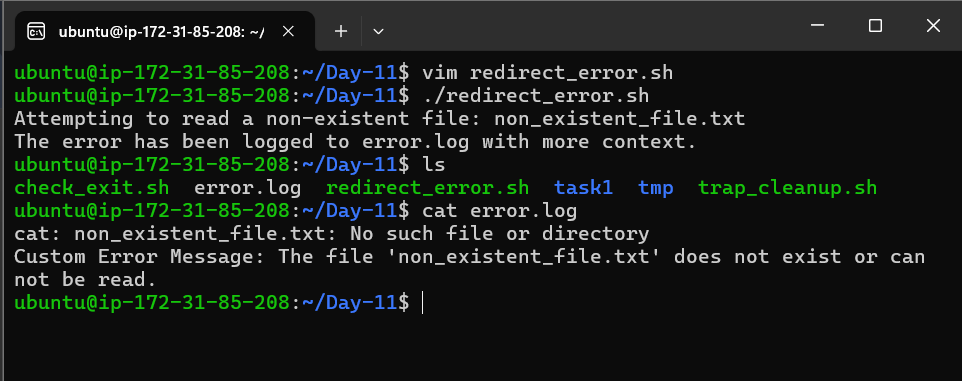 ubuntu@ip-172-31-85-208: ~/
ubuntu@ip-172-31-85-208:~/Day-11$ vim redirect_error.sh
ubuntu@ip-172-31-85-208:~/Day-11$ ./redirect_error.sh
Attempting to read a non-existent file: non_existent_file.txt
The error has been logged to error.log with more context.
ubuntu@ip-172-31-85-208:~/Day-11$ ls
check_exit.sh  error.log  redirect_error.sh  task1  tmp  trap_cleanup.sh
ubuntu@ip-172-31-85-208:~/Day-11$ cat error.log
cat: non_existent_file.txt: No such file or directory
Custom Error Message: The file 'non_existent_file.txt' does not exist or can
not be read.
ubuntu@ip-172-31-85-208:~/Day-11$